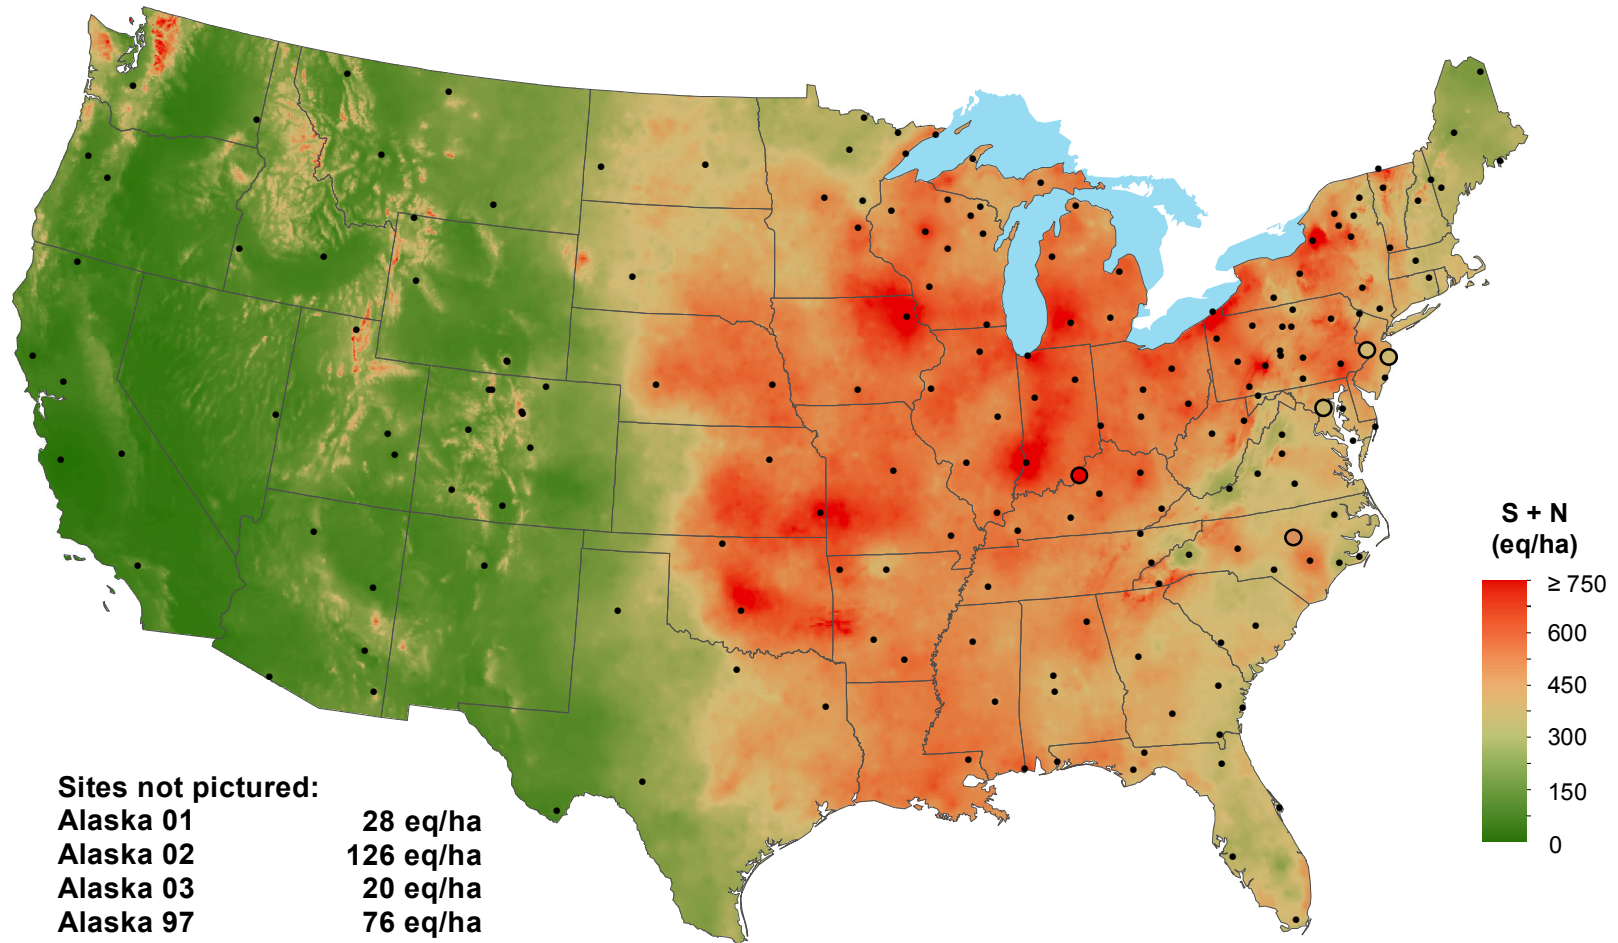 S + N
(eq/ha)
≥ 750
600
450
300
150
0
Sites not pictured:
Alaska 01 28 eq/ha
Alaska 02 126 eq/ha
Alaska 03 20 eq/ha
Alaska 97 76 eq/ha